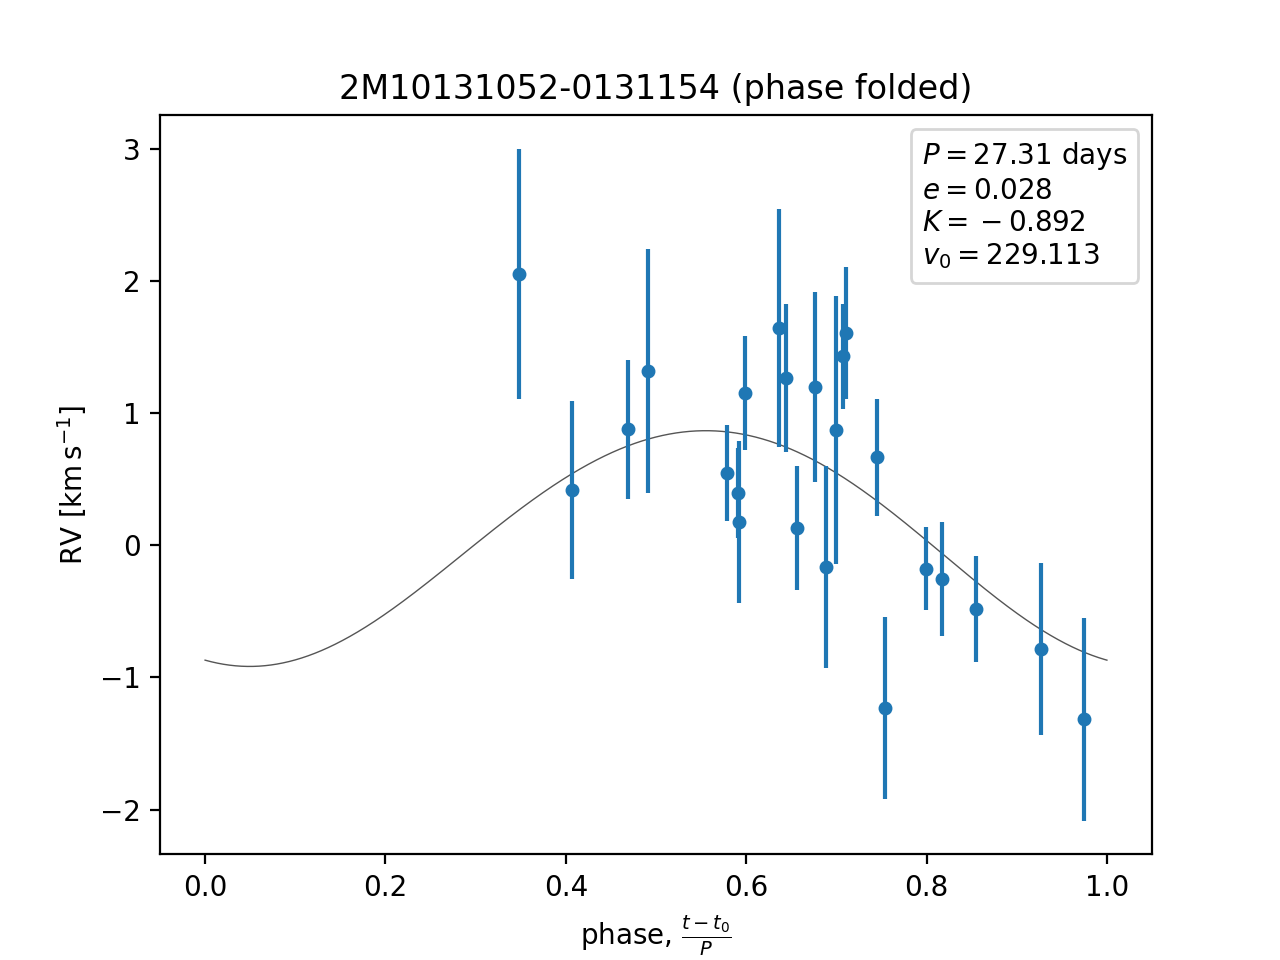 2M10131052-0131154 (phase folded)
P = 27.31 days
e = 0.028
K = −0.892
v₀ = 229.113
3
2
1
0
−1
−2
RV [km s⁻¹]
0.0 0.2 0.4 0.6 0.8 1.0
phase, (t − t₀)/P